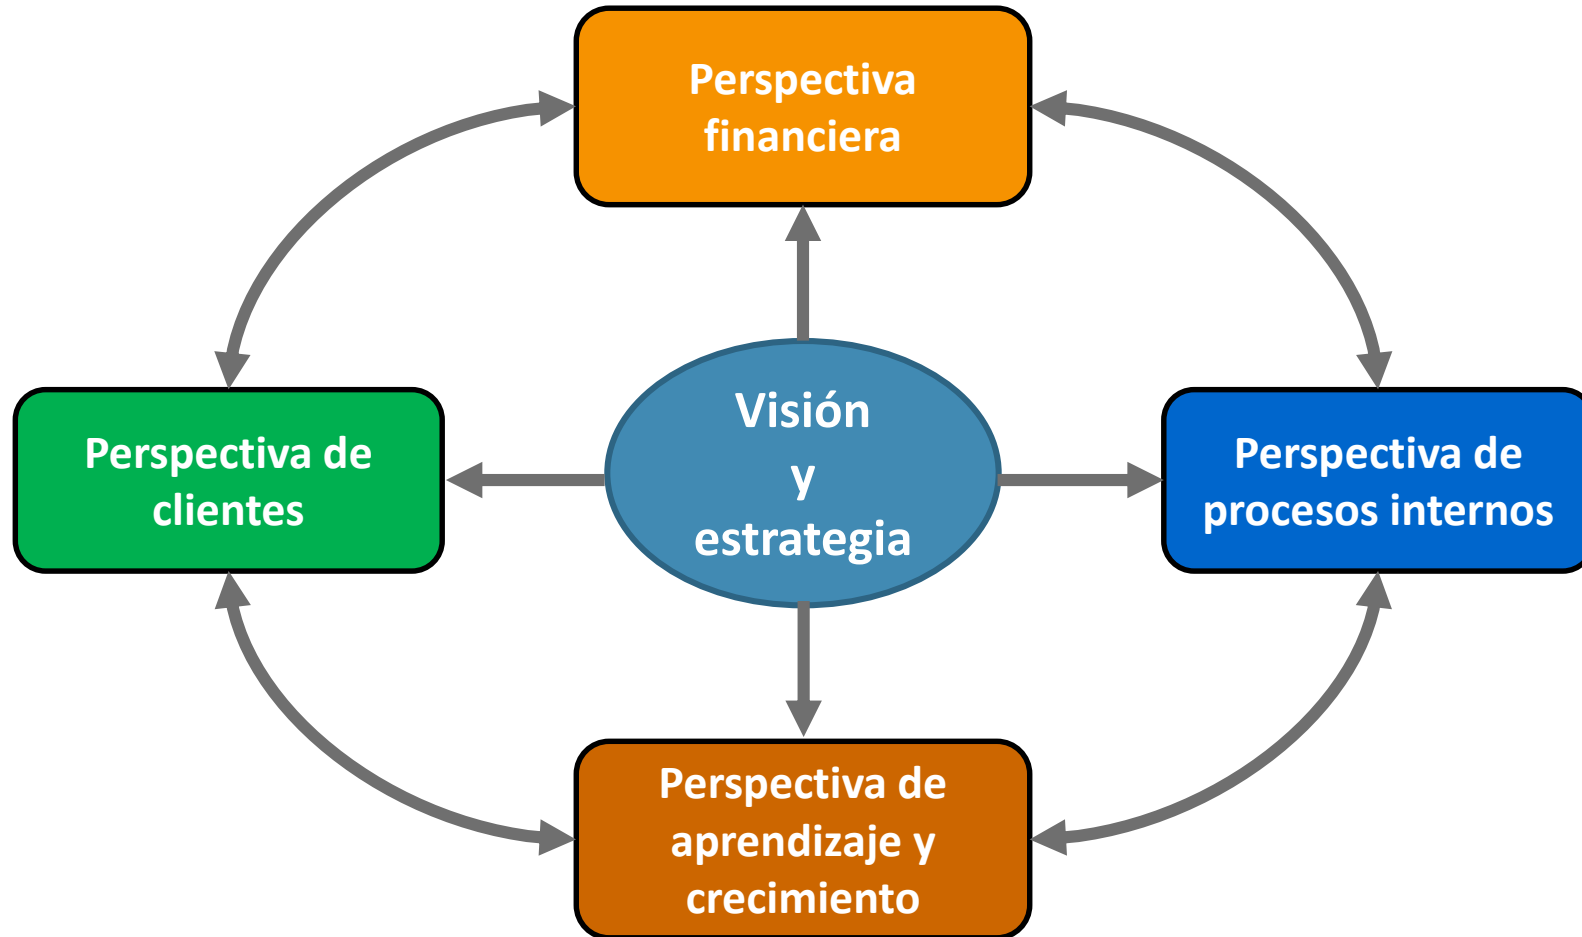 Perspectiva
financiera
Perspectiva de
clientes
Visión
y
estrategia
Perspectiva de
procesos internos
Perspectiva de
aprendizaje y
crecimiento